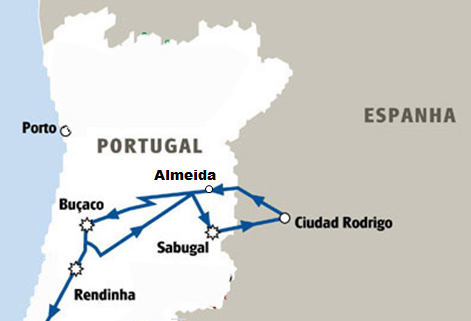 ESPANHA
Porto
PORTUGAL
Almeida
Buçaco
Ciudad Rodrigo
Sabugal
Rendinha